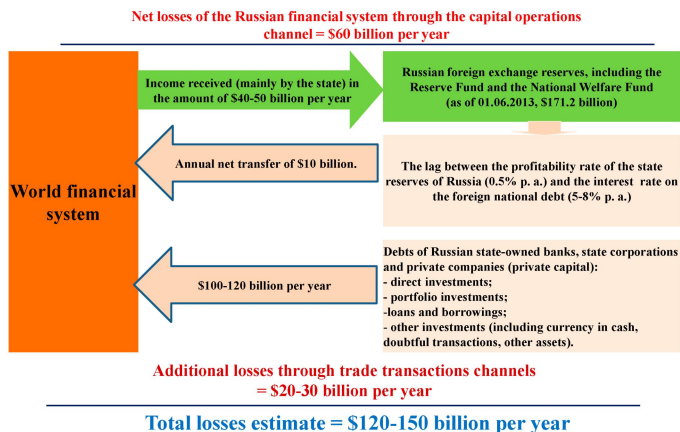 Net losses of the Russian financial system through the capital operations
channel = $60 billion per year
Income received (mainly by the state) in
the amount of $40-50 billion per year
Russian foreign exchange reserves, including the
Reserve Fund and the National Welfare Fund
(as of 01.06.2013, $171.2 billion)
World financial
system
Annual net transfer of $10 billion.
The lag between the profitability rate of the state
reserves of Russia (0.5% p. a.) and the interest rate on
the foreign national debt (5-8% p. a.)
$100-120 billion per year
Debts of Russian state-owned banks, state corporations
and private companies (private capital):
- direct investments;
- portfolio investments;
-loans and borrowings;
- other investments (including currency in cash,
doubtful transactions, other assets).
Additional losses through trade transactions channels
= $20-30 billion per year
Total losses estimate = $120-150 billion per year